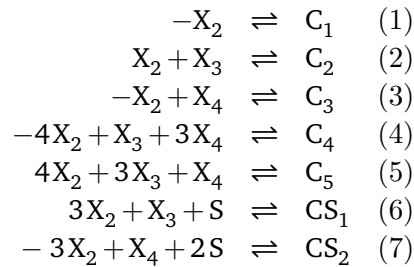 −X₂ ⇌ C₁ (1)
X₂ + X₃ ⇌ C₂ (2)
−X₂ + X₄ ⇌ C₃ (3)
−4X₂ + X₃ + 3X₄ ⇌ C₄ (4)
4X₂ + 3X₃ + X₄ ⇌ C₅ (5)
3X₂ + X₃ + S ⇌ CS₁ (6)
− 3X₂ + X₄ + 2S ⇌ CS₂ (7)